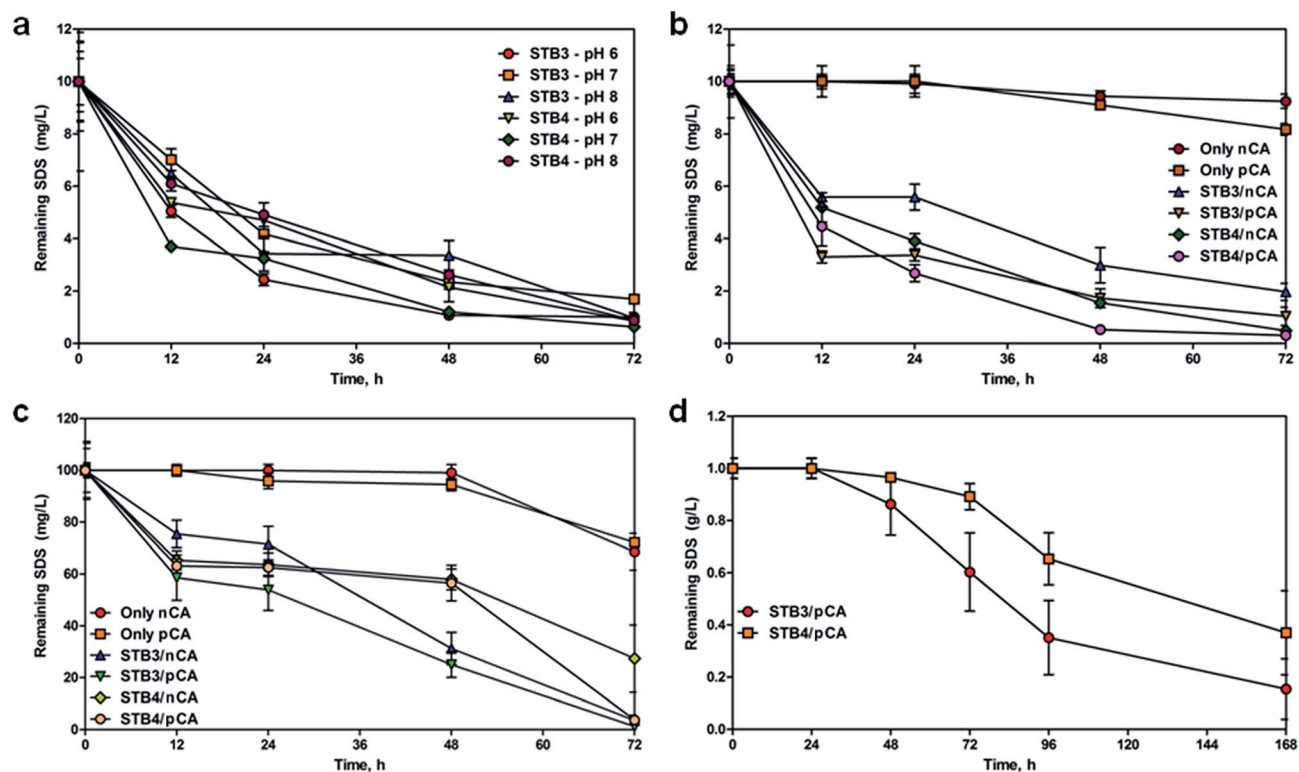 a
Remaining SDS (mg/L)
12
10
8
6
4
2
0
0 12 24 36 48 60 72
Time, h
STB3 - pH 6
STB3 - pH 7
STB3 - pH 8
STB4 - pH 6
STB4 - pH 7
STB4 - pH 8
b
Remaining SDS (mg/L)
12
10
8
6
4
2
0
0 12 24 36 48 60 72
Time, h
Only nCA
Only pCA
STB3/nCA
STB3/pCA
STB4/nCA
STB4/pCA
c
Remaining SDS (mg/L)
120
100
80
60
40
20
0
0 12 24 36 48 60 72
Time, h
Only nCA
Only pCA
STB3/nCA
STB3/pCA
STB4/nCA
STB4/pCA
d
Remaining SDS (g/L)
1.2
1.0
0.8
0.6
0.4
0.2
0.0
0 24 48 72 96 120 144 168
Time, h
STB3/pCA
STB4/pCA